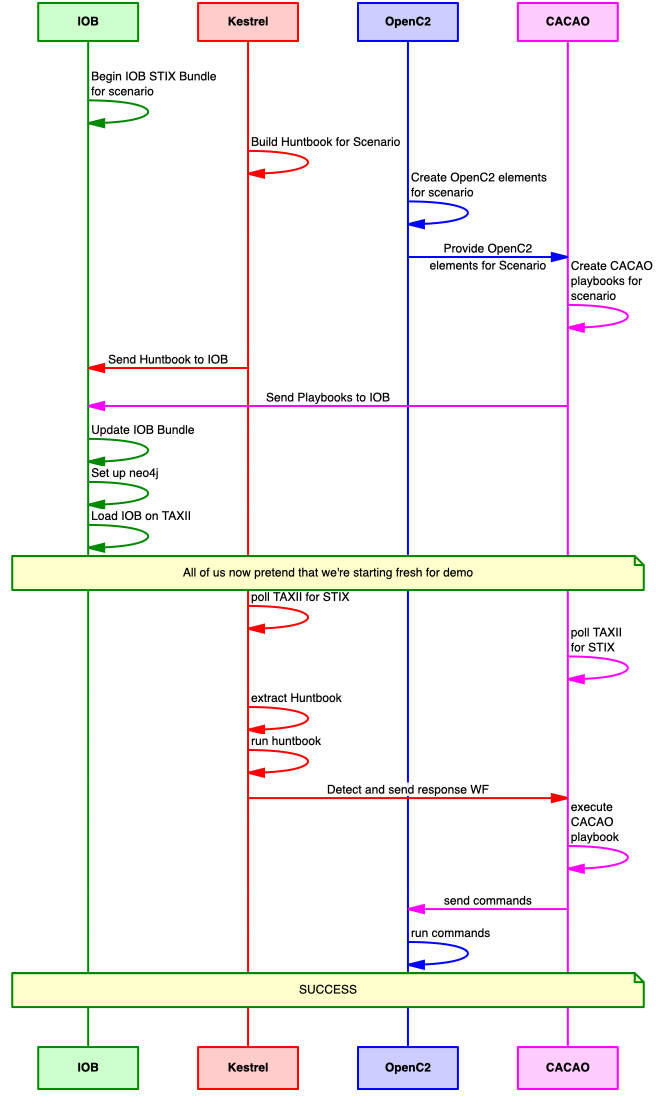 IOB
Kestrel
OpenC2
CACAO
Begin IOB STIX Bundle
for scenario
Build Huntbook for Scenario
Create OpenC2 elements
for scenario
Provide OpenC2
elements for Scenario
Create CACAO
playbooks for
scenario
Send Huntbook to IOB
Send Playbooks to IOB
Update IOB Bundle
Set up neo4j
Load IOB on TAXII
All of us now pretend that we're starting fresh for demo
poll TAXII for STIX
poll TAXII
for STIX
extract Huntbook
run huntbook
Detect and send response WF
execute
CACAO
playbook
send commands
run commands
SUCCESS
IOB
Kestrel
OpenC2
CACAO